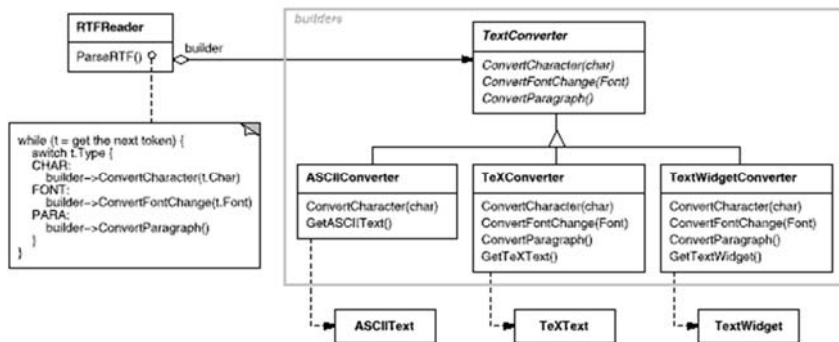 builders
RTFReader
ParseRTF()
builder
TextConverter
ConvertCharacter(char)
ConvertFontChange(Font)
ConvertParagraph()
while (t = get the next token) {
switch t.Type {
CHAR:
builder->ConvertCharacter(t.Char)
FONT:
builder->ConvertFontChange(t.Font)
PARA:
builder->ConvertParagraph()
}
}
ASCIIConverter
ConvertCharacter(char)
GetASCIIText()
TeXConverter
ConvertCharacter(char)
ConvertFontChange(Font)
ConvertParagraph()
GetTeXText()
TextWidgetConverter
ConvertCharacter(char)
ConvertFontChange(Font)
ConvertParagraph()
GetTextWidget()
ASCIIText
TeXText
TextWidget